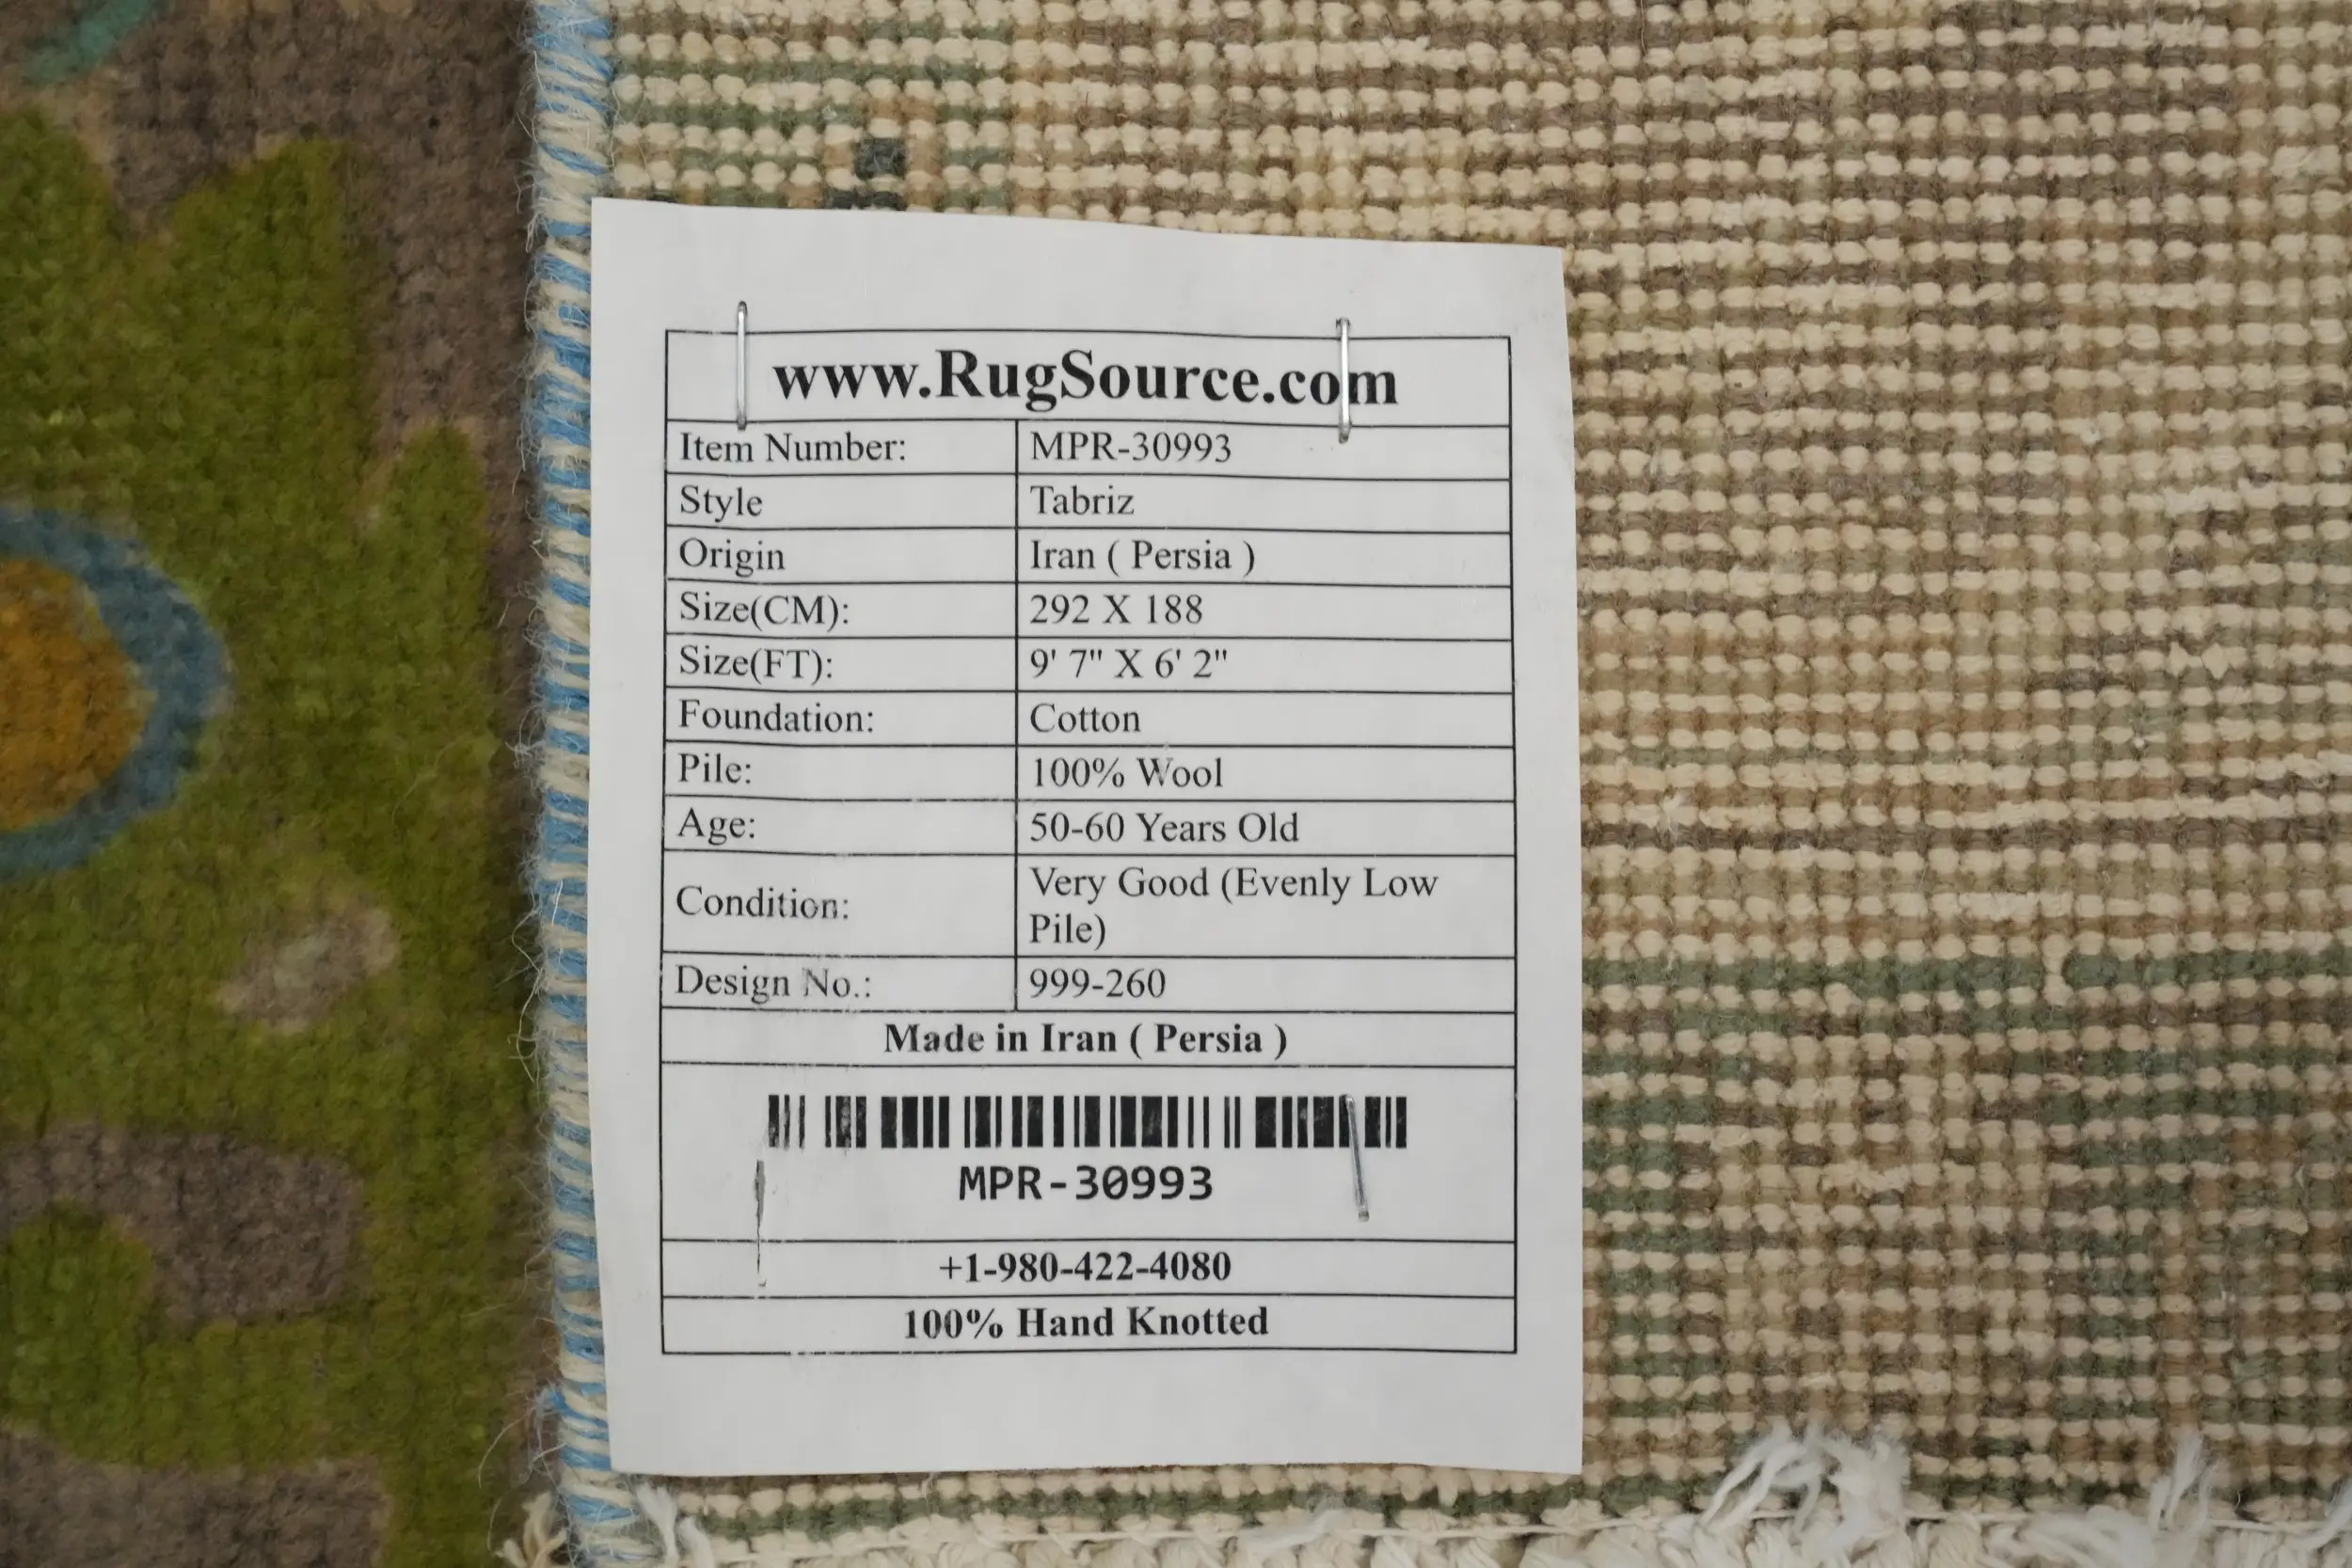 www.RugSource.com
Item Number: MPR-30993
Style Tabriz
Origin Iran ( Persia )
Size(CM): 292 X 188
Size(FT): 9' 7" X 6' 2"
Foundation: Cotton
Pile: 100% Wool
Age: 50-60 Years Old
Condition: Very Good (Evenly Low
Pile)
Design No.: 999-260
Made in Iran ( Persia )
MPR-30993
+1-980-422-4080
100% Hand Knotted